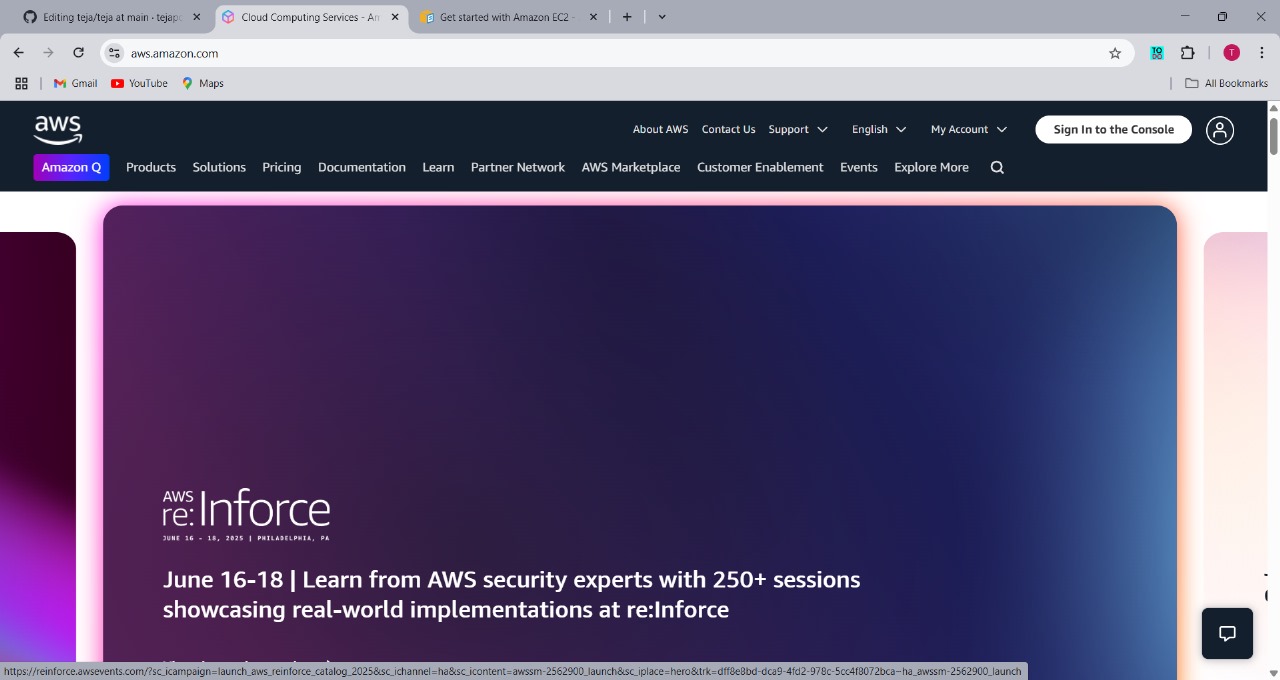 Editing teja/teja at main · tejap
Cloud Computing Services - An
Get started with Amazon EC2 -
aws.amazon.com
T
Gmail
YouTube
Maps
All Bookmarks
aws
About AWS
Contact Us
Support
English
My Account
Sign In to the Console
Amazon Q
Products
Solutions
Pricing
Documentation
Learn
Partner Network
AWS Marketplace
Customer Enablement
Events
Explore More
AWS
re:Inforce
JUNE 16 - 18, 2025 | PHILADELPHIA, PA
June 16-18 | Learn from AWS security experts with 250+ sessions
showcasing real-world implementations at re:Inforce
https://reinforce.awsevents.com/?sc_icampaign=launch_aws_reinforce_catalog_2025&sc_ichannel=ha&sc_icontent=awssm-2562900_launch&sc_iplace=hero&trk=dff8e8bd-dca9-4fd2-978c-5cc4f8072bca~ha_awssm-2562900_launch